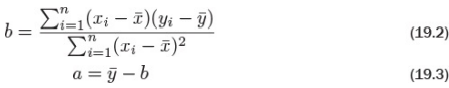 b = \frac{\sum_{i=1}^{n}(x_i - \bar{x})(y_i - \bar{y})}{\sum_{i=1}^{n}(x_i - \bar{x})^2} (19.2)
a = \bar{y} - b (19.3)